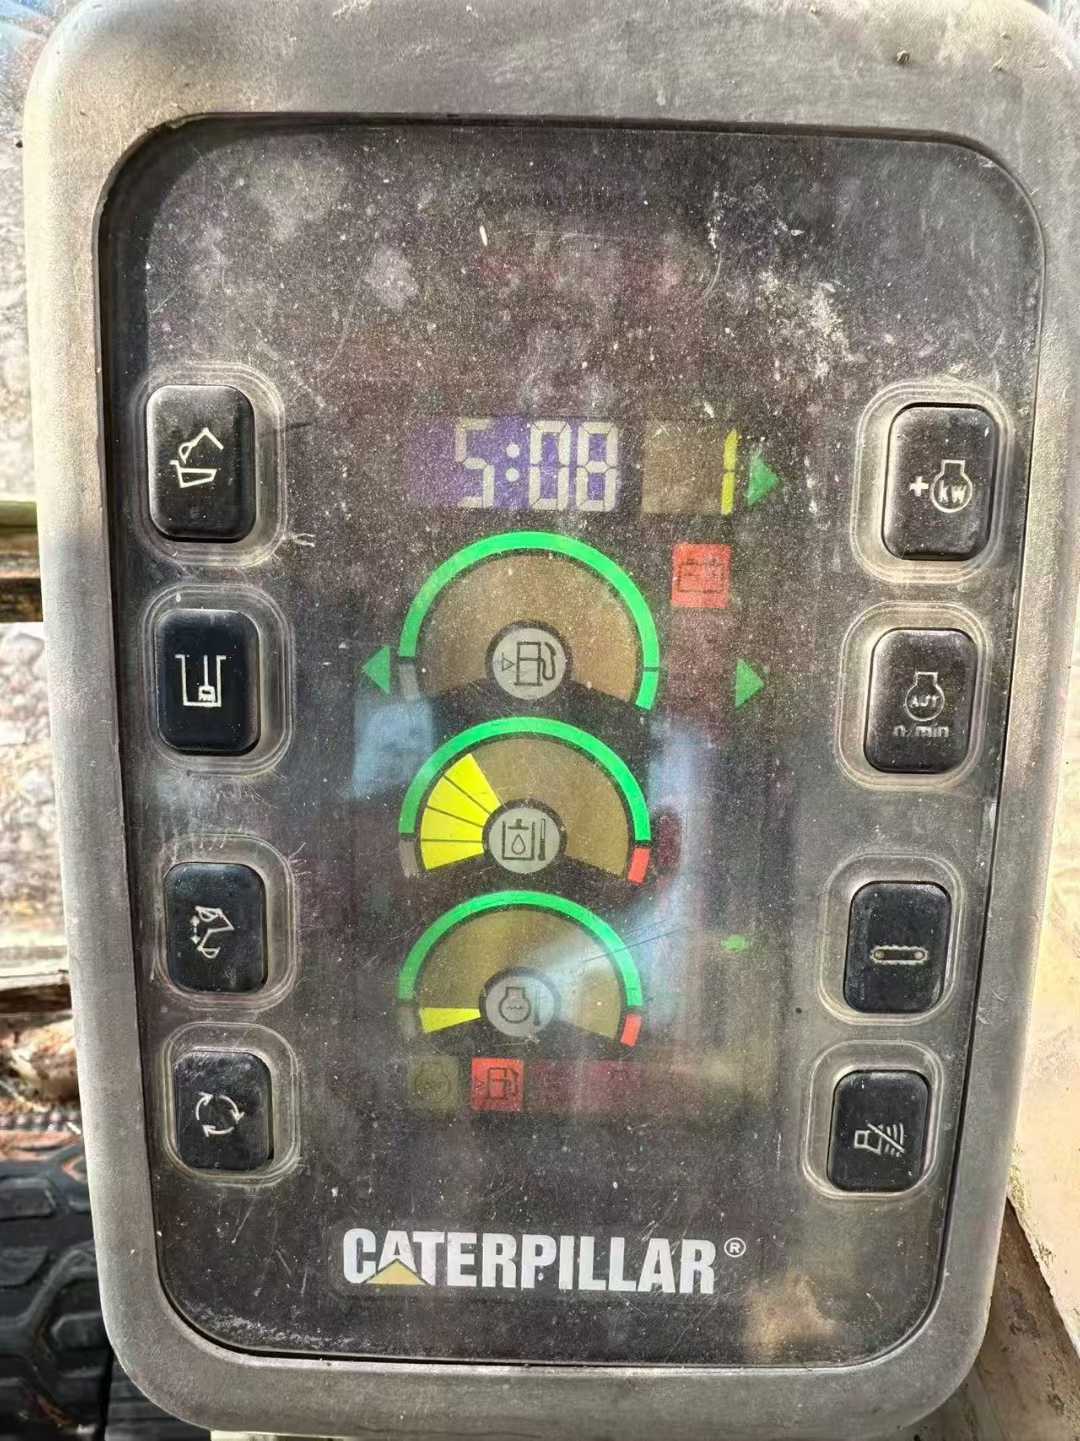 5:08 1
+ kW
AUT
n/min
CATERPILLAR®